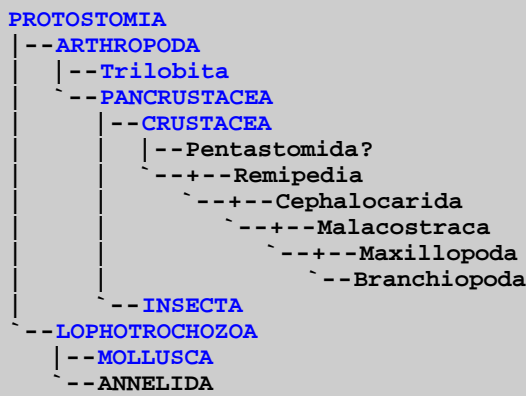 PROTOSTOMIA
|--ARTHROPODA
|  |--Trilobita
|  `--PANCRUSTACEA
|     |--CRUSTACEA
|     |  |--Pentastomida?
|     |  `--+--Remipedia
|     |     `--+--Cephalocarida
|     |        `--+--Malacostraca
|     |           `--+--Maxillopoda
|     |              `--Branchiopoda
|     `--INSECTA
`--LOPHOTROCHOZOA
   |--MOLLUSCA
   `--ANNELIDA